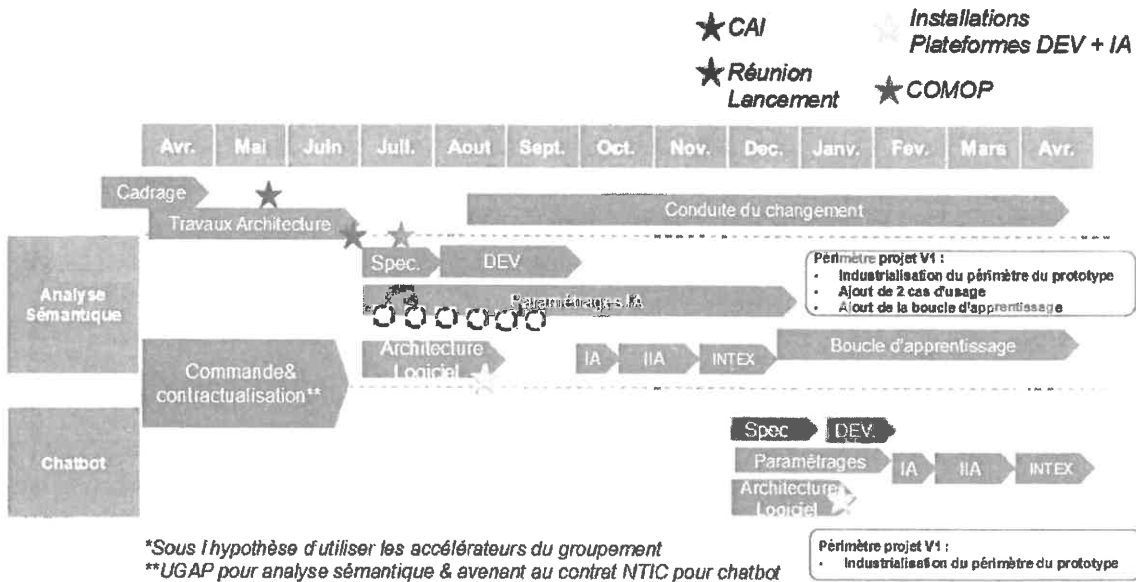 CAI
Installations
Plateformes DEV + IA
Réunion
Lancement
COMOP
Avr. Mai Juin Juil. Aout Sept. Oct. Nov. Dec. Janv. Fev. Mars Avr.
Cadrage
Travaux Architecture
Conduite du changement
Analyse
Sémantique
Spec. DEV
Paramétrages IA
Périmètre projet V1 :
• Industrialisation du périmètre du prototype
• Ajout de 2 cas d'usage
• Ajout de la boucle d'apprentissage
Architecture
Logiciel
IA IIA INTEX
Boucle d'apprentissage
Commande&
contractualisation**
Chatbot
Spec DEV.
Paramétrages IA IIA INTEX
Architecture
Logiciel
*Sous l hypothèse d'utiliser les accélérateurs du groupement
**UGAP pour analyse sémantique & avenant au contrat NTIC pour chatbot
Périmètre projet V1 :
• Industrialisation du périmètre du prototype